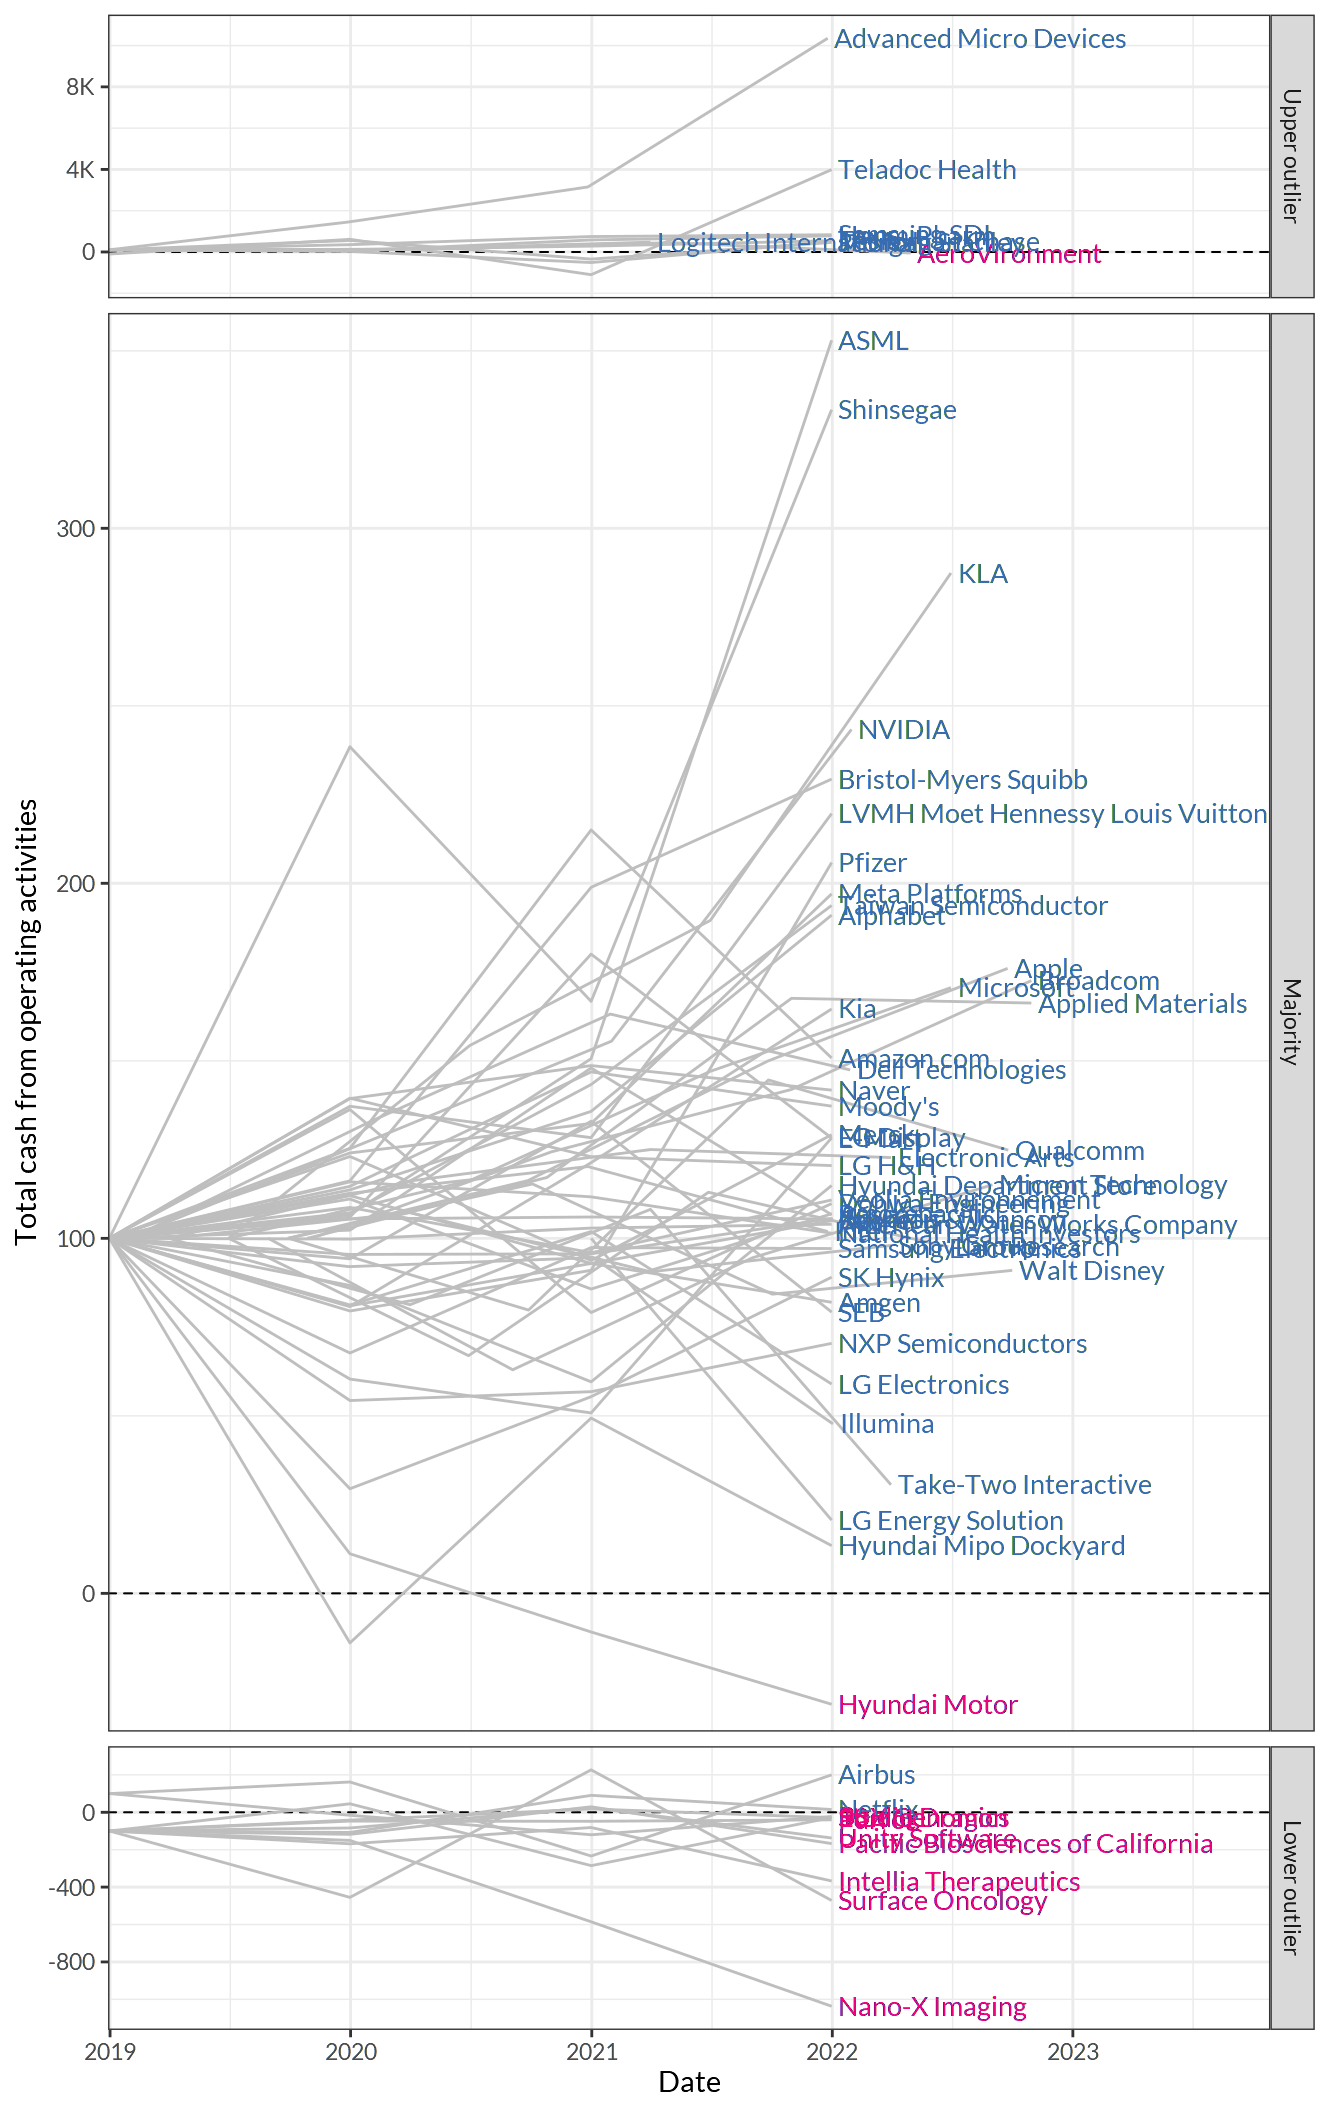 Advanced Micro Devices
8K
Upper outlier
4K
Teladoc Health
0
Logitech International
AeroVironment
ASML
Shinsegae
300
KLA
NVIDIA
Bristol-Myers Squibb
LVMH Moet Hennessy Louis Vuitton
Pfizer
200
Meta Platforms
Taiwan Semiconductor
Alphabet
Apple
Broadcom
Microsoft
Applied Materials
Kia
Majority
Amazon.com
Dell Technologies
Naver
Moody's
LG Display
Qualcomm
Electronic Arts
LG H&H
Hyundai Department Store
Micron Technology
Veolia Environnement
100
National Health Investors
Samsung Electronics
SK Hynix
Walt Disney
Amgen
SEB
NXP Semiconductors
LG Electronics
Illumina
Take-Two Interactive
LG Energy Solution
Hyundai Mipo Dockyard
0
Hyundai Motor
Total cash from operating activities
Airbus
Netflix
0
Unity Software
Pacific Biosciences of California
Lower outlier
-400
Intellia Therapeutics
Surface Oncology
-800
Nano-X Imaging
2019 2020 2021 2022 2023
Date